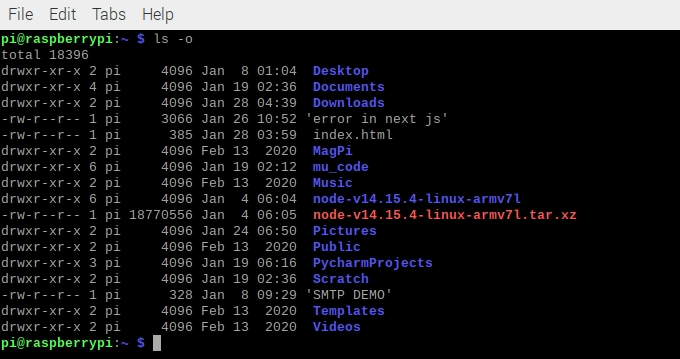 File Edit Tabs Help
pi@raspberrypi:~ $ ls -o
total 18396
drwxr-xr-x 2 pi     4096 Jan  8 01:04  Desktop
drwxr-xr-x 4 pi     4096 Jan 19 02:36  Documents
drwxr-xr-x 2 pi     4096 Jan 28 04:39  Downloads
-rw-r--r-- 1 pi     3066 Jan 26 10:52 'error in next js'
-rw-r--r-- 1 pi      385 Jan 28 03:59  index.html
drwxr-xr-x 2 pi     4096 Feb 13  2020  MagPi
drwxr-xr-x 6 pi     4096 Jan 19 02:12  mu_code
drwxr-xr-x 2 pi     4096 Feb 13  2020  Music
drwxr-xr-x 6 pi     4096 Jan  4 06:04  node-v14.15.4-linux-armv7l
-rw-r--r-- 1 pi 18770556 Jan  4 06:05  node-v14.15.4-linux-armv7l.tar.xz
drwxr-xr-x 2 pi     4096 Jan 24 06:50  Pictures
drwxr-xr-x 2 pi     4096 Feb 13  2020  Public
drwxr-xr-x 3 pi     4096 Jan 19 06:16  PycharmProjects
drwxr-xr-x 2 pi     4096 Jan 19 02:36  Scratch
-rw-r--r-- 1 pi      328 Jan  8 09:29 'SMTP DEMO'
drwxr-xr-x 2 pi     4096 Feb 13  2020  Templates
drwxr-xr-x 2 pi     4096 Feb 13  2020  Videos
pi@raspberrypi:~ $